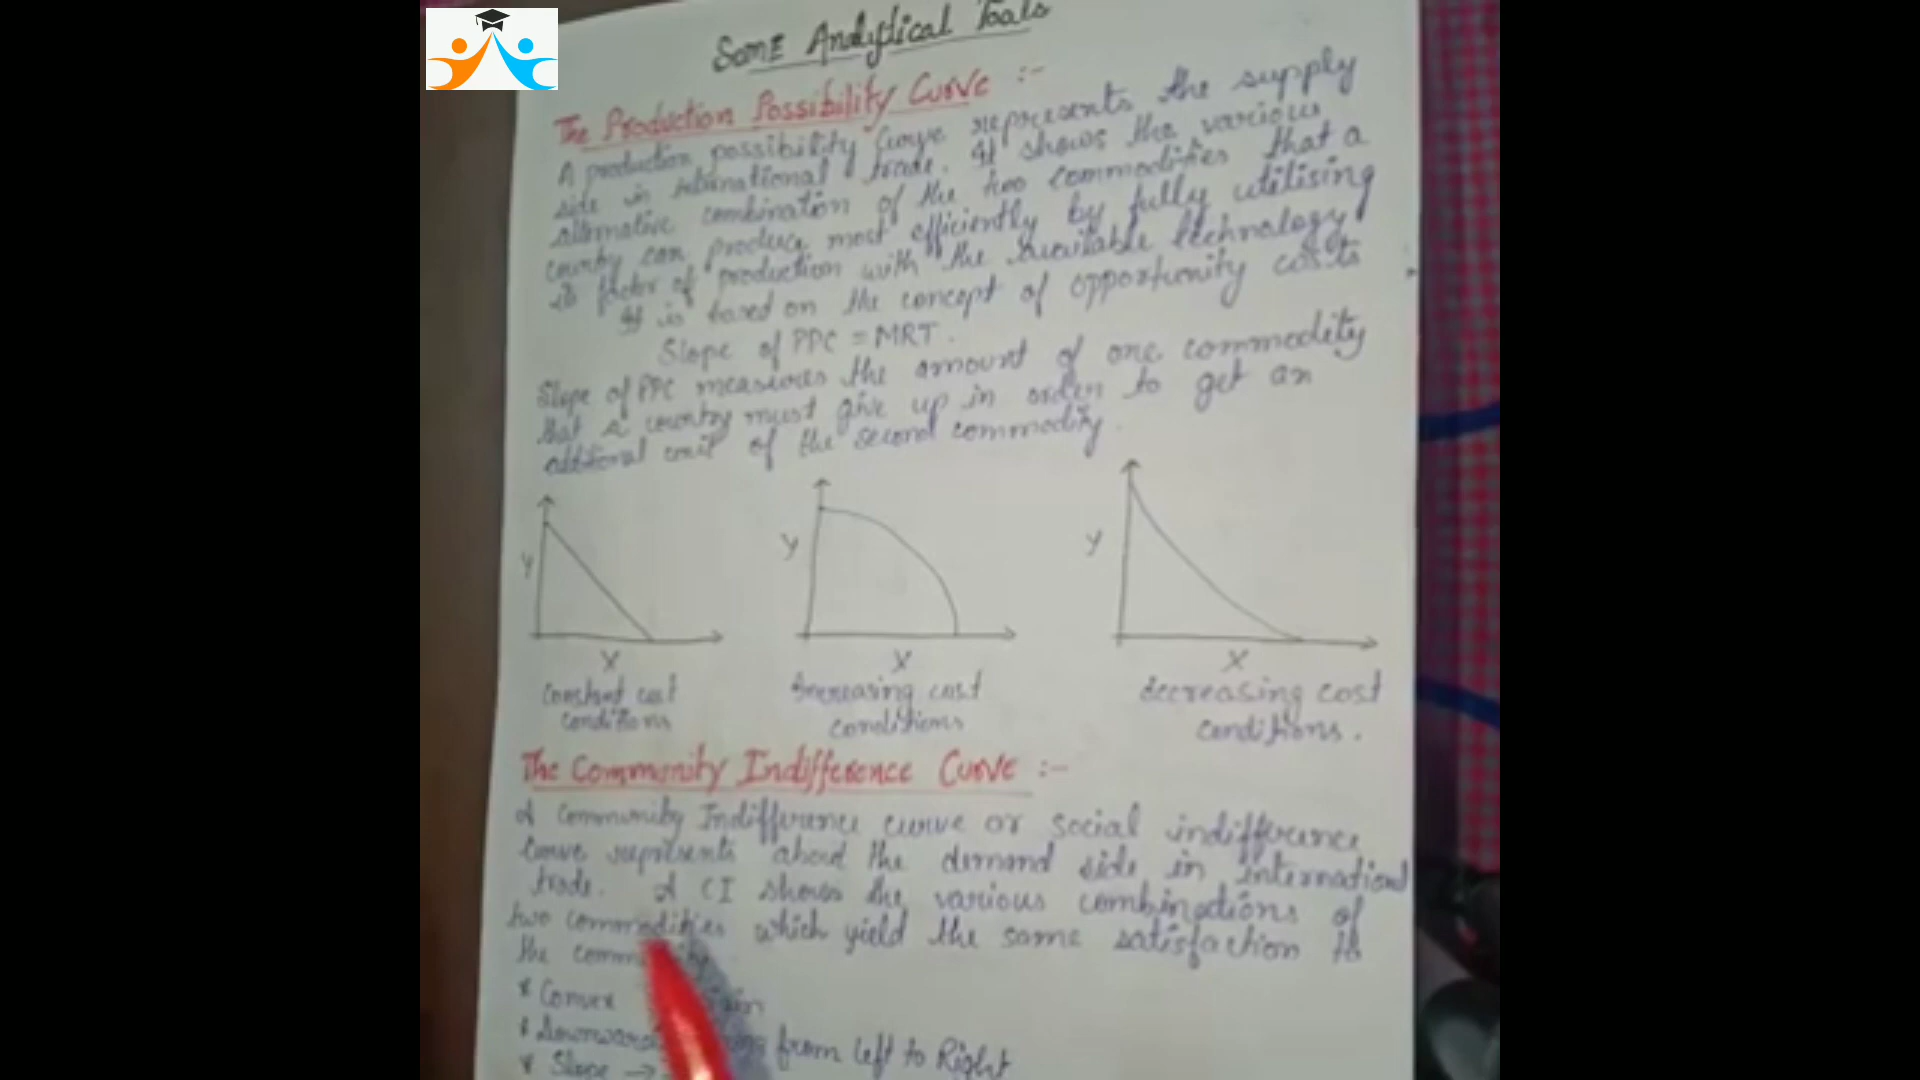 Some Analytical Tools
The Production Possibility Curve :-
A production possibility curve represents the supply
side in international trade. It shows the various
alternative combination of the two commodities that a
country can produce most efficiently by fully utilising
its factor of production with the available technology
It is based on the concept of opportunity costs
Slope of PPC = MRT.
Slope of PPC measures the amount of one commodity
that a country must give up in order to get an
additional unit of the second commodity.
Y
Y
Y
X
X
X
Constant cost
conditions
Increasing cost
conditions
decreasing cost
conditions.
The Community Indifference Curve :-
A Community Indifference curve or social indifference
curve represents about the demand side in International
trade. A CI shows the various combinations of
two commodities which yield the same satisfaction to
the
* Convex
* from left to Right
* Slope →